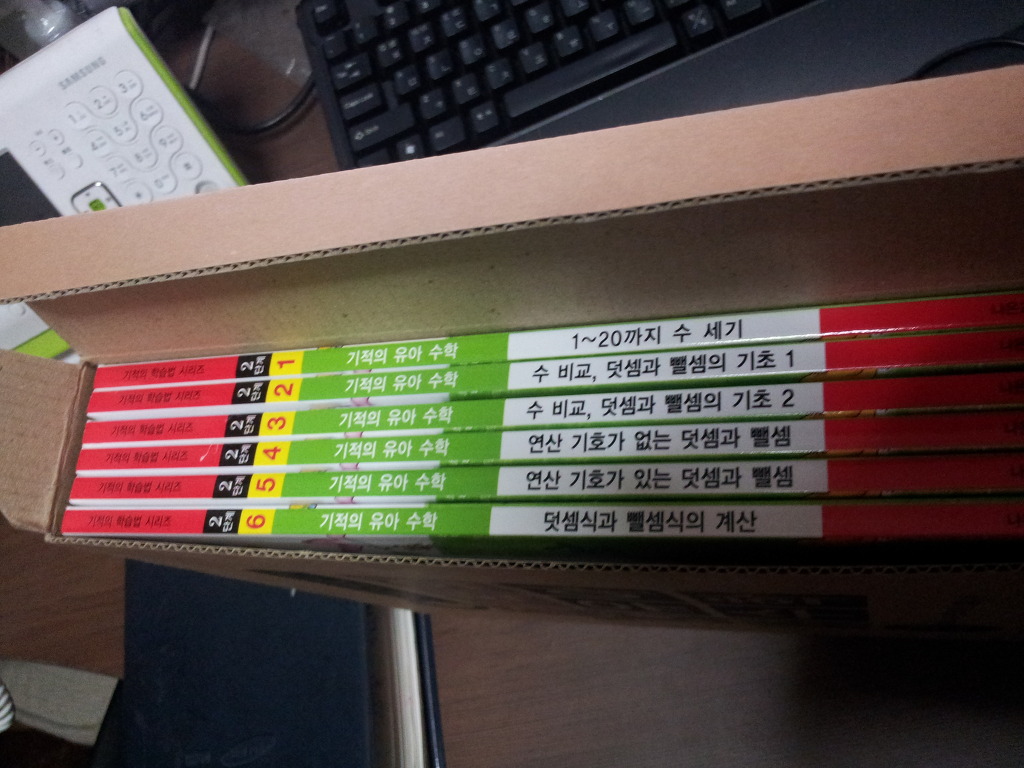 SAMSUNG
기적의 학습법 시리즈 2단계 1 기적의 유아 수학 1~20까지 수 세기
기적의 학습법 시리즈 2단계 2 기적의 유아 수학 수 비교, 덧셈과 뺄셈의 기초 1
기적의 학습법 시리즈 2단계 3 기적의 유아 수학 수 비교, 덧셈과 뺄셈의 기초 2
기적의 학습법 시리즈 2단계 4 기적의 유아 수학 연산 기호가 없는 덧셈과 뺄셈
기적의 학습법 시리즈 2단계 5 기적의 유아 수학 연산 기호가 있는 덧셈과 뺄셈
기적의 학습법 시리즈 2단계 6 기적의 유아 수학 덧셈식과 뺄셈식의 계산